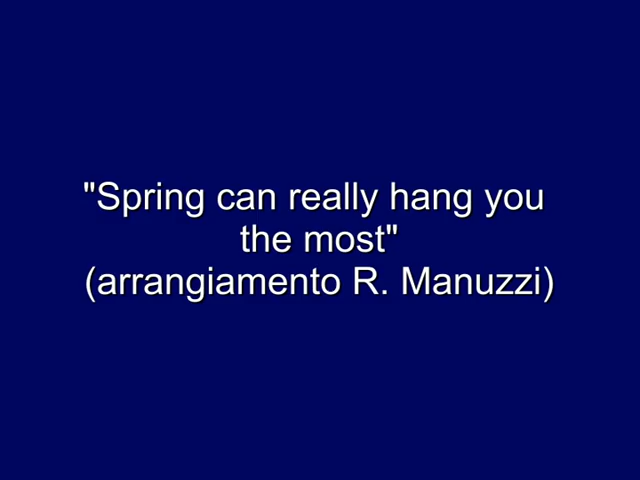 "Spring can really hang you
the most"
(arrangiamento R. Manuzzi)